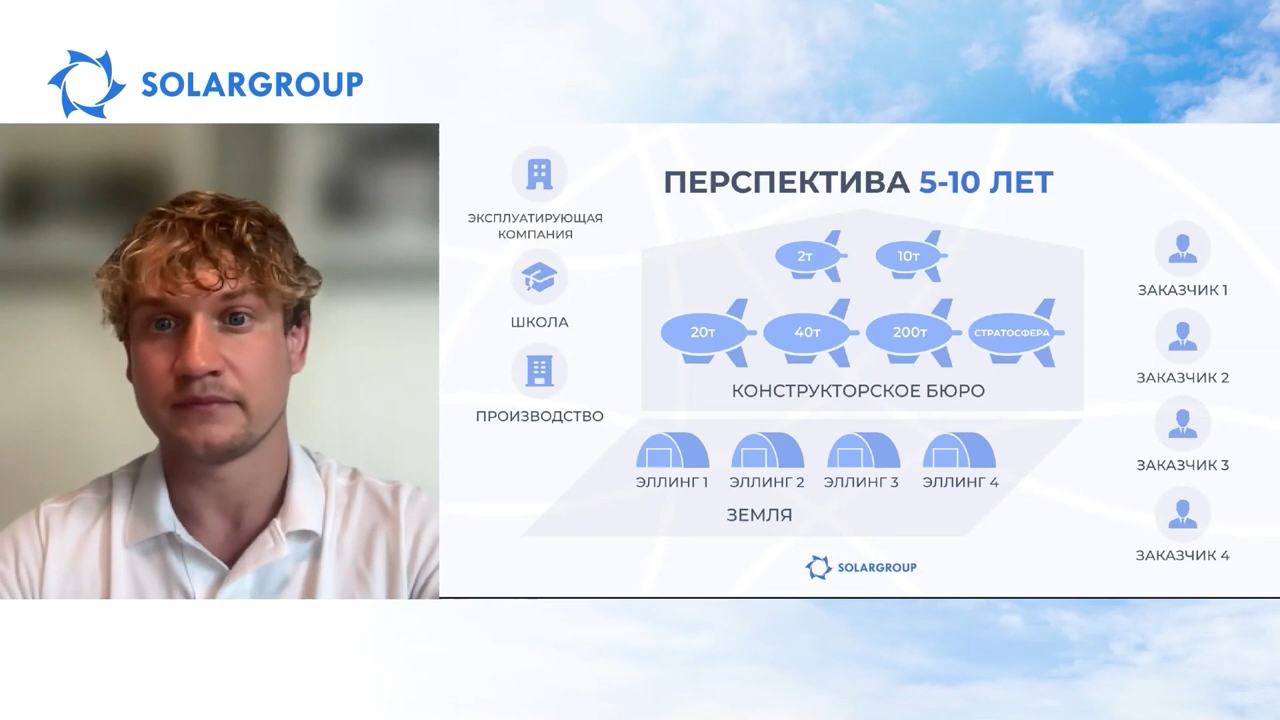 SOLARGROUP
ПЕРСПЕКТИВА 5-10 ЛЕТ
ЭКСПЛУАТИРУЮЩАЯ
КОМПАНИЯ
ШКОЛА
ПРОИЗВОДСТВО
2т
10т
20т
40т
200т
СТРАТОСФЕРА
КОНСТРУКТОРСКОЕ БЮРО
ЭЛЛИНГ 1
ЭЛЛИНГ 2
ЭЛЛИНГ 3
ЭЛЛИНГ 4
ЗЕМЛЯ
SOLARGROUP
ЗАКАЗЧИК 1
ЗАКАЗЧИК 2
ЗАКАЗЧИК 3
ЗАКАЗЧИК 4